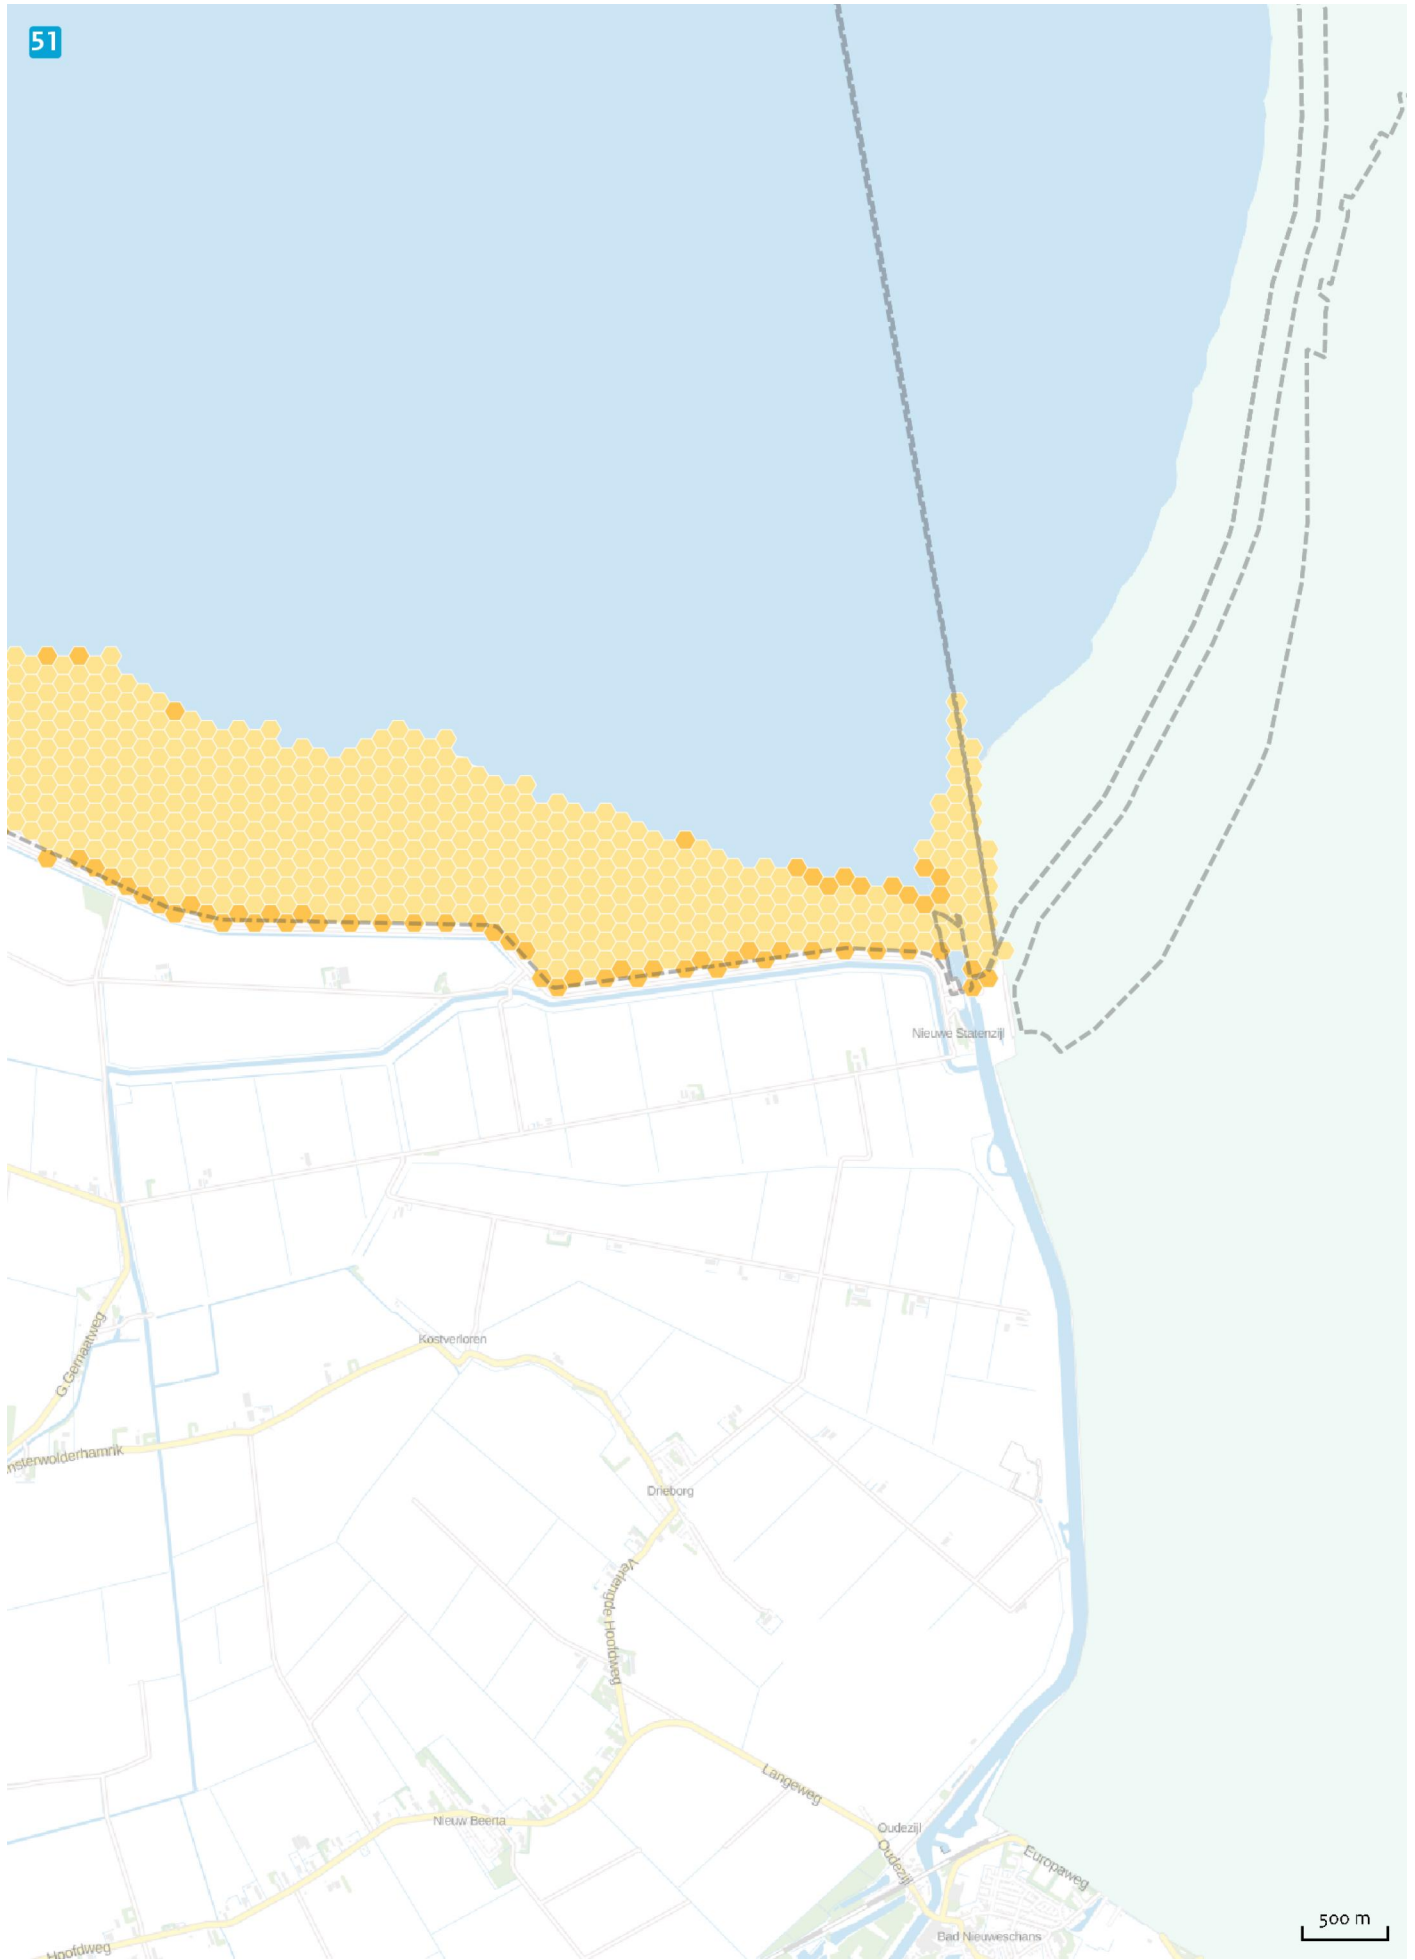 51
Nieuwe Statenzijl
Kostverloren
G.Gernaatweg
nsterwolderhamrik
Drieborg
Verlengde Hoofdweg
Langeweg
Nieuw Beerta
Oudezijl
Oudezijl
Europaweg
500 m
Bad Nieuweschans
Hoofdweg